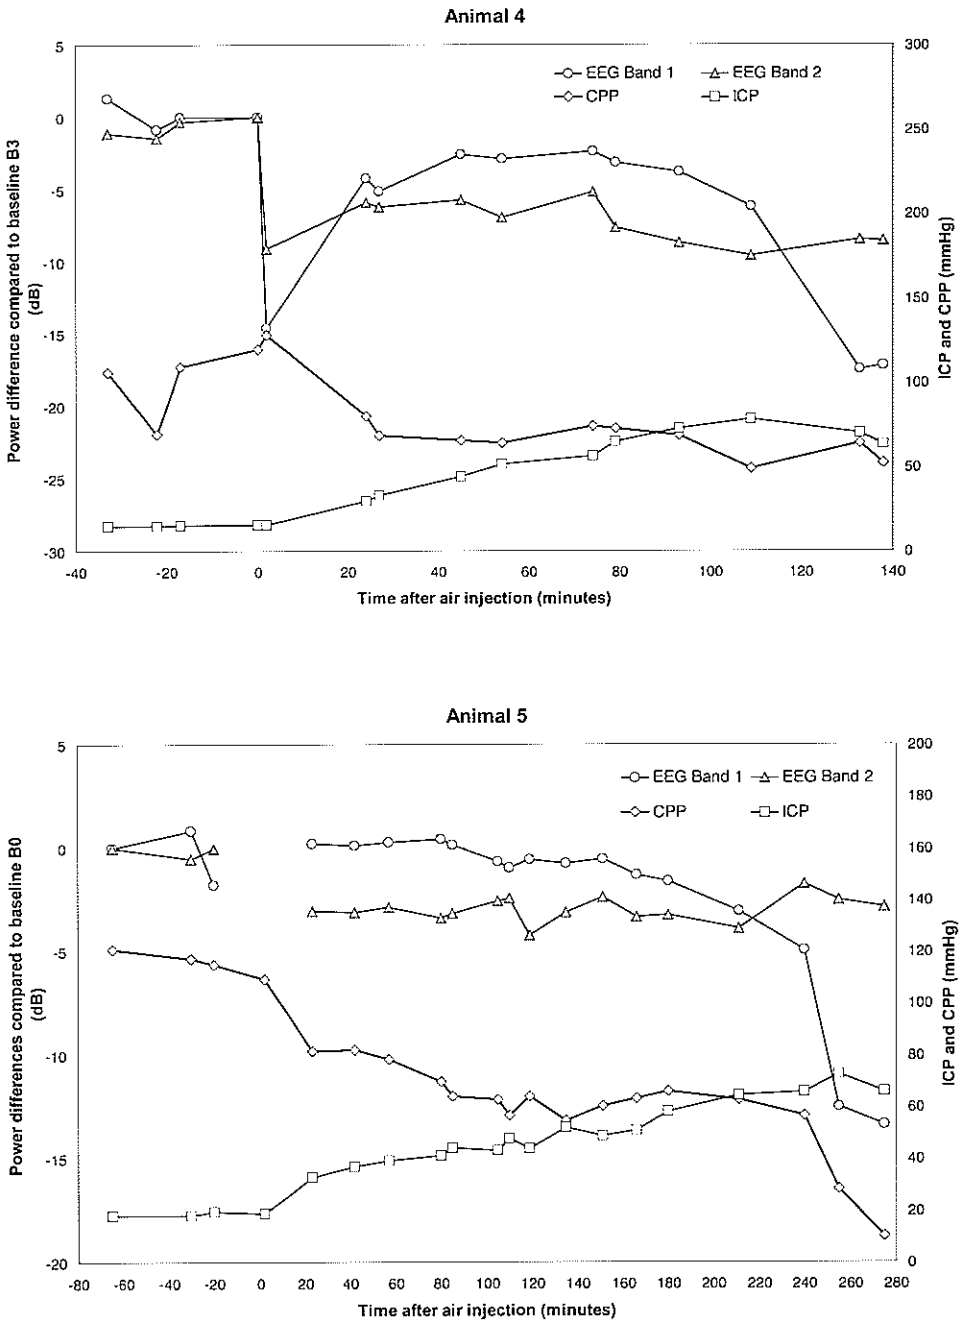 Animal 4
5
0
-5
-10
-15
-20
-25
-30
300
250
200
150
100
50
0
EEG Band 1
EEG Band 2
CPP
ICP
Power difference compared to baseline B3
(dB)
ICP and CPP (mmHg)
-40 -20 0 20 40 60 80 100 120 140
Time after air injection (minutes)
Animal 5
5
0
-5
-10
-15
-20
200
180
160
140
120
100
80
60
40
20
0
EEG Band 1
EEG Band 2
CPP
ICP
Power differences compared to baseline B0
(dB)
ICP and CPP (mmHg)
-80 -60 -40 -20 0 20 40 60 80 100 120 140 160 180 200 220 240 260 280
Time after air injection (minutes)